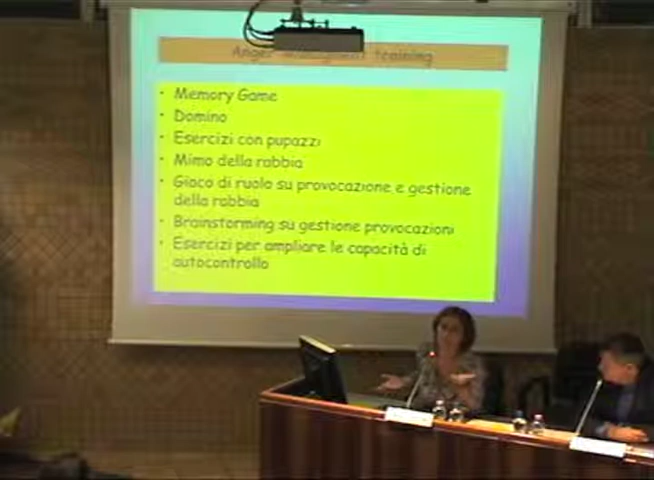 Anger management training
• Memory Game
• Domino
• Esercizi con pupazzi
• Mimo della rabbia
• Gioco di ruolo su provocazione e gestione
della rabbia
• Brainstorming su gestione provocazioni
• Esercizi per ampliare le capacità di
autocontrollo